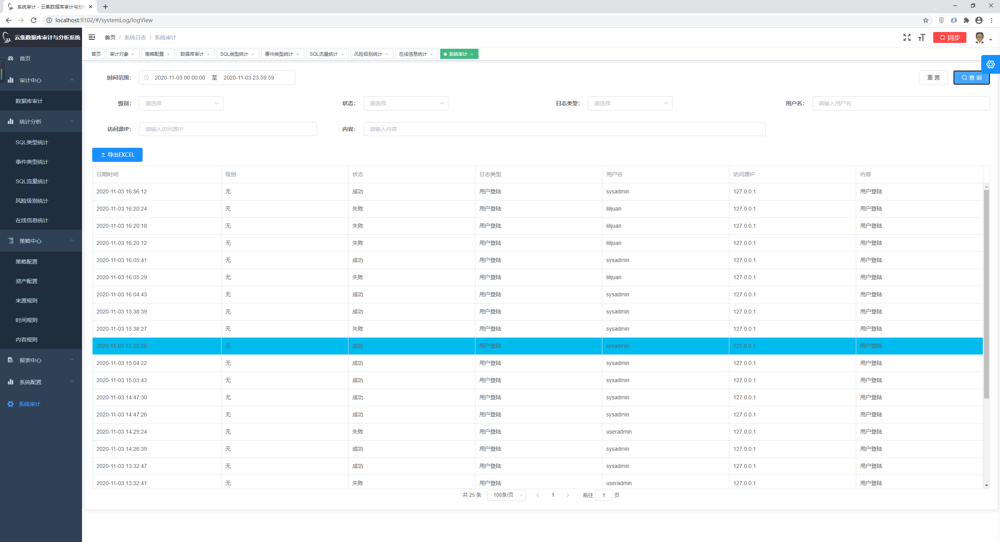 系统审计 - 云集数据库审计与分
localhost:9102/#/systemLog/logView
云集数据库审计与分析系统
首页 / 系统日志 / 系统审计
同步
首页 审计对象 策略配置 数据库审计 SQL类型统计 事件类型统计 SQL流量统计 风险级别统计 在线信息统计 系统审计
首页
审计中心
数据库审计
统计分析
SQL类型统计
事件类型统计
SQL流量统计
风险级别统计
在线信息统计
策略中心
策略配置
资产配置
来源规则
时间规则
内容规则
报表中心
系统配置
系统审计
时间范围: 2020-11-03 00:00:00 至 2020-11-03 23:59:59 重置 查询
级别: 请选择 状态: 请选择 日志类型: 请选择 用户名: 请输入用户名
访问源IP: 请输入访问源IP 内容: 请输入内容
导出EXCEL
日期时间 级别 状态 日志类型 用户名 访问源IP 内容
2020-11-03 16:56:12 无 成功 用户登陆 sysadmin 127.0.0.1 用户登陆
2020-11-03 16:20:24 无 失败 用户登陆 lilijuan 127.0.0.1 用户登陆
2020-11-03 16:20:18 无 失败 用户登陆 lilijuan 127.0.0.1 用户登陆
2020-11-03 16:20:12 无 失败 用户登陆 lilijuan 127.0.0.1 用户登陆
2020-11-03 16:05:41 无 成功 用户登陆 sysadmin 127.0.0.1 用户登陆
2020-11-03 16:05:29 无 失败 用户登陆 lilijuan 127.0.0.1 用户登陆
2020-11-03 16:04:43 无 成功 用户登陆 sysadmin 127.0.0.1 用户登陆
2020-11-03 15:38:39 无 成功 用户登陆 sysadmin 127.0.0.1 用户登陆
2020-11-03 15:38:27 无 失败 用户登陆 sysadmin 127.0.0.1 用户登陆
2020-11-03 15:23:58 无 成功 用户登陆 sysadmin 127.0.0.1 用户登陆
2020-11-03 15:04:22 无 成功 用户登陆 sysadmin 127.0.0.1 用户登陆
2020-11-03 15:03:43 无 成功 用户登陆 sysadmin 127.0.0.1 用户登陆
2020-11-03 14:47:30 无 成功 用户登陆 sysadmin 127.0.0.1 用户登陆
2020-11-03 14:47:26 无 成功 用户登陆 sysadmin 127.0.0.1 用户登陆
2020-11-03 14:29:24 无 失败 用户登陆 useradmin 127.0.0.1 用户登陆
2020-11-03 14:26:39 无 成功 用户登陆 sysadmin 127.0.0.1 用户登陆
2020-11-03 13:32:47 无 成功 用户登陆 sysadmin 127.0.0.1 用户登陆
2020-11-03 13:32:41 无 失败 用户登陆 useradmin 127.0.0.1 用户登陆
共 25 条 100条/页 1 前往 1 页